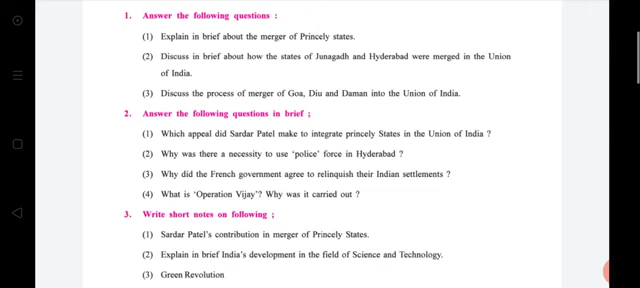 1. Answer the following questions :
(1) Explain in brief about the merger of Princely states.
(2) Discuss in brief about how the states of Junagadh and Hyderabad were merged in the Union
of India.
(3) Discuss the process of merger of Goa, Diu and Daman into the Union of India.
2. Answer the following questions in brief ;
(1) Which appeal did Sardar Patel make to integrate princely States in the Union of India ?
(2) Why was there a necessity to use ‘police’ force in Hyderabad ?
(3) Why did the French government agree to relinquish their Indian settlements ?
(4) What is ‘Operation Vijay’? Why was it carried out ?
3. Write short notes on following ;
(1) Sardar Patel’s contribution in merger of Princely States.
(2) Explain in brief India’s development in the field of Science and Technology.
(3) Green Revolution